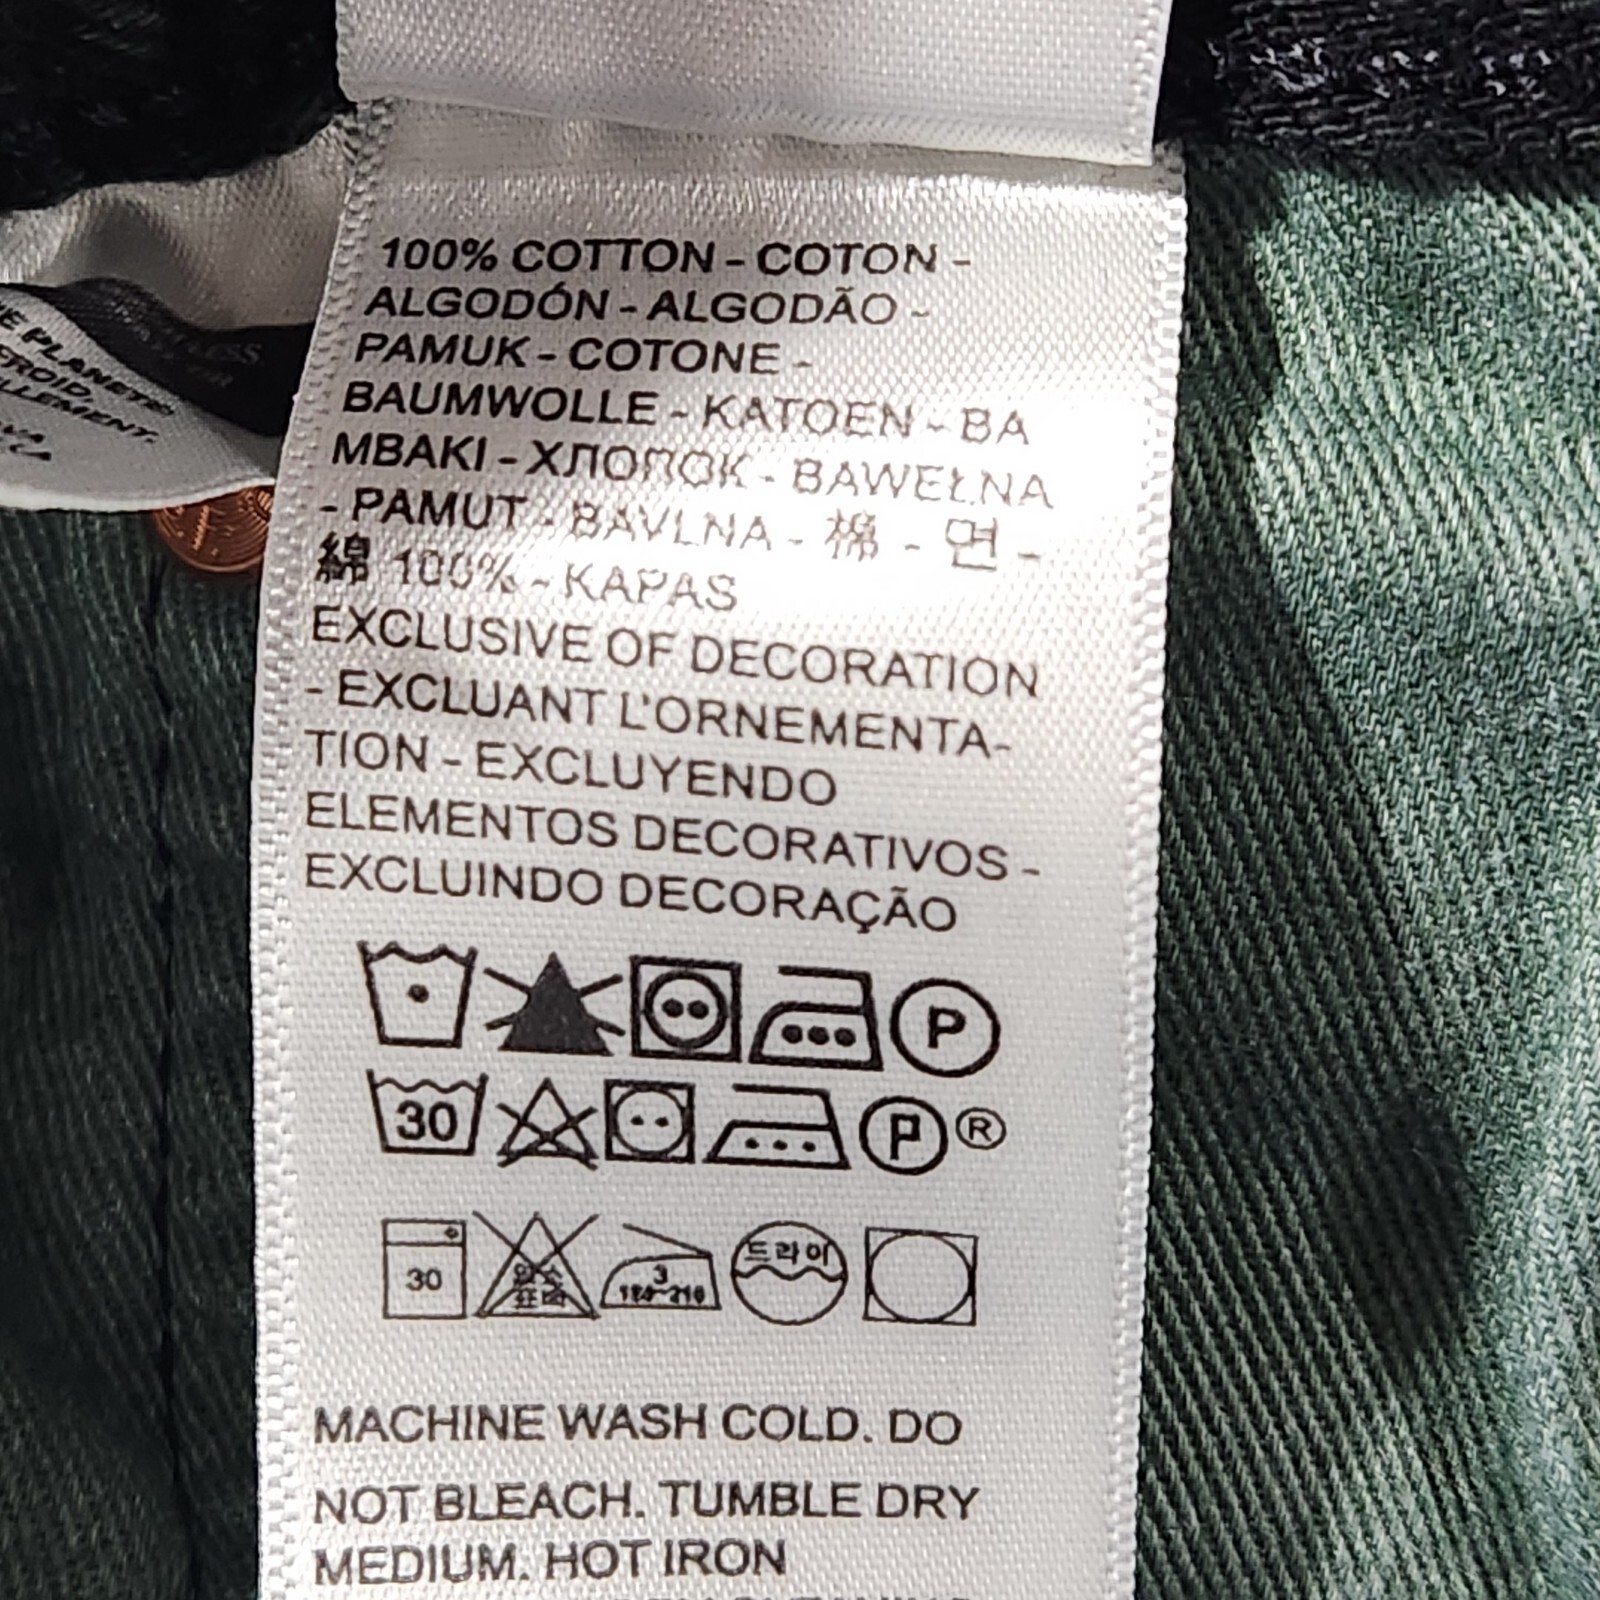 100% COTTON - COTON -
ALGODÓN - ALGODÃO -
PAMUK - COTONE -
BAUMWOLLE - KATOEN - BA
MBAKI - ХЛОПОК - BAWEŁNA
- PAMUT - BAVLNA - 棉 - 면 -
綿 100% - KAPAS
EXCLUSIVE OF DECORATION
- EXCLUANT L'ORNEMENTA-
TION - EXCLUYENDO
ELEMENTOS DECORATIVOS -
EXCLUINDO DECORAÇÃO
P
30 P ®
30 3 드라이
180~210
MACHINE WASH COLD. DO
NOT BLEACH. TUMBLE DRY
MEDIUM. HOT IRON
PLANET
FROID,